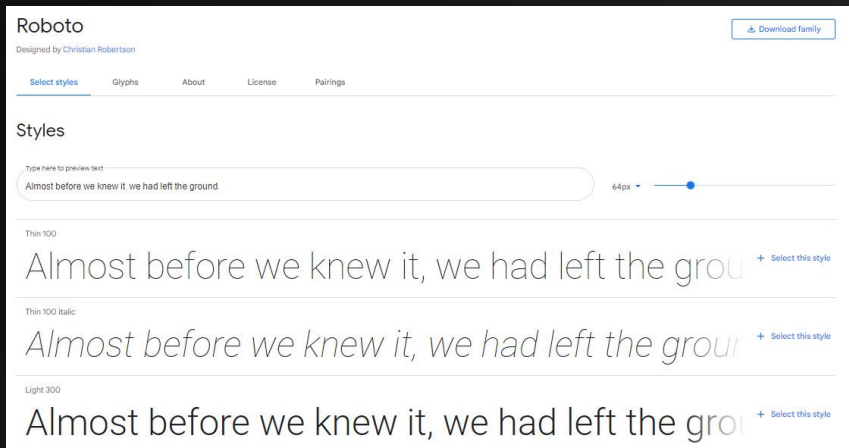 Roboto
Download family
Designed by Christian Robertson
Select styles Glyphs About License Pairings
Styles
Type here to preview text
Almost before we knew it, we had left the ground.
64px
Thin 100
Almost before we knew it, we had left the grou
Select this style
Thin 100 italic
Almost before we knew it, we had left the groun
Select this style
Light 300
Almost before we knew it, we had left the grou
Select this style